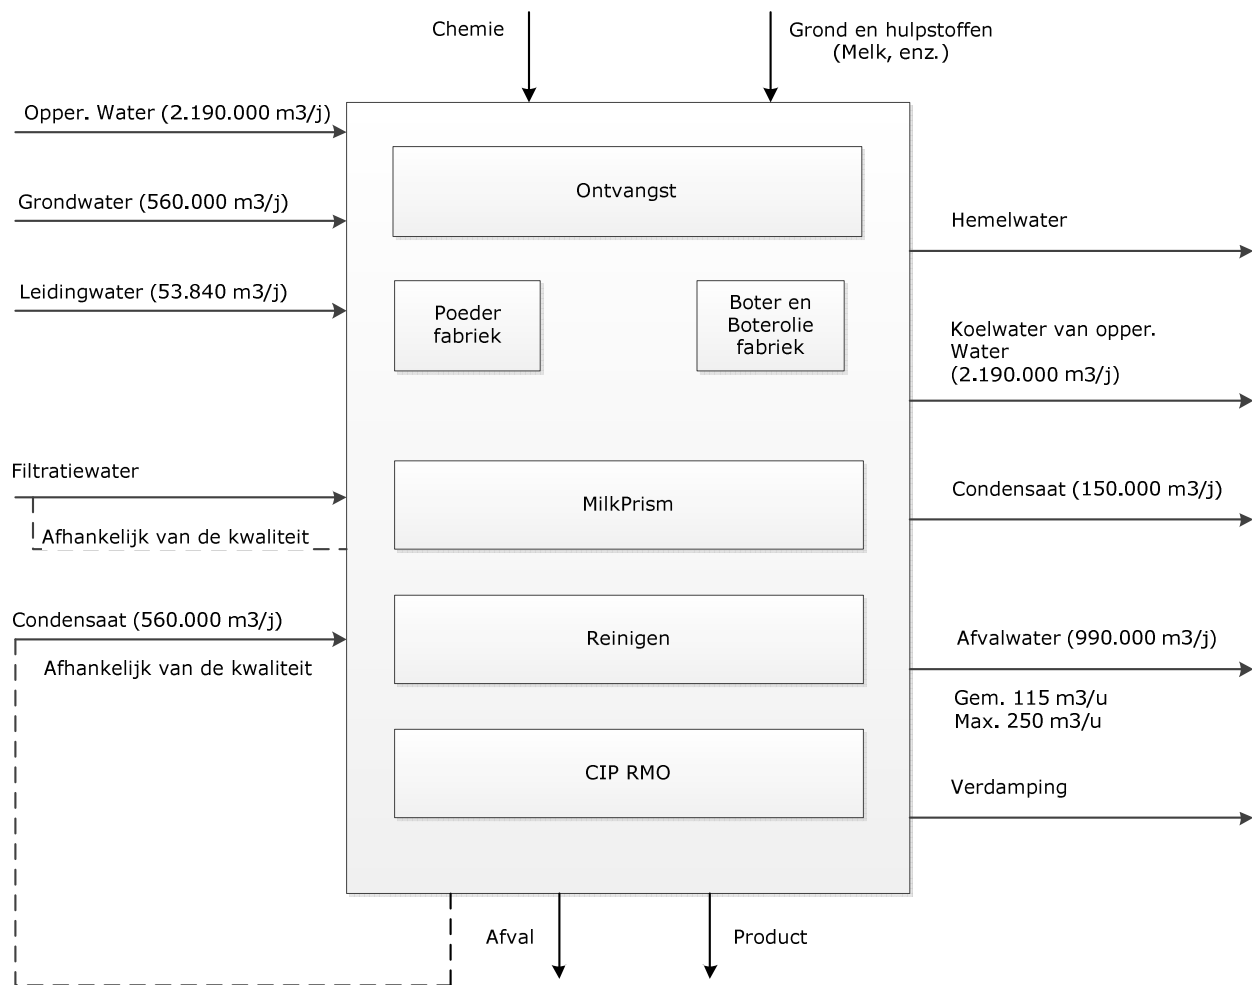 Chemie
Grond en hulpstoffen
(Melk, enz.)
Opper. Water (2.190.000 m3/j)
Grondwater (560.000 m3/j)
Leidingwater (53.840 m3/j)
Filtratiewater
Afhankelijk van de kwaliteit
Condensaat (560.000 m3/j)
Afhankelijk van de kwaliteit
Ontvangst
Poeder
fabriek
Boter en
Boterolie
fabriek
MilkPrism
Reinigen
CIP RMO
Hemelwater
Koelwater van opper.
Water
(2.190.000 m3/j)
Condensaat (150.000 m3/j)
Afvalwater (990.000 m3/j)
Gem. 115 m3/u
Max. 250 m3/u
Verdamping
Afval
Product